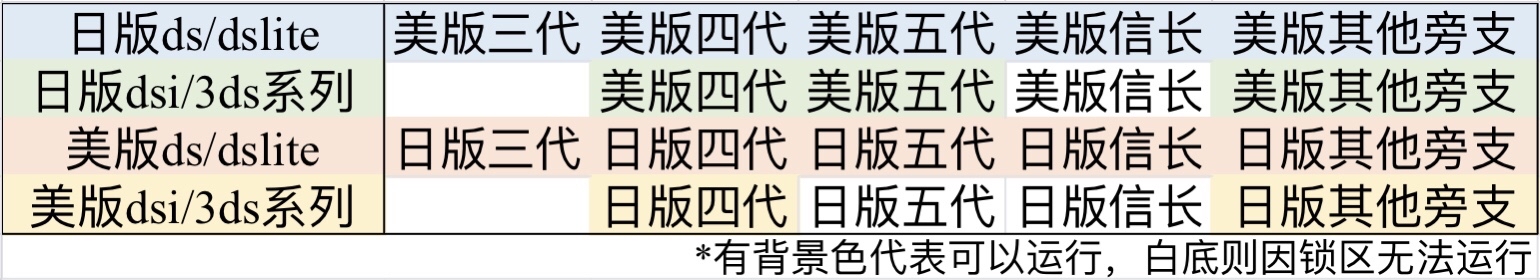 日版ds/dslite 美版三代 美版四代 美版五代 美版信长 美版其他旁支
日版dsi/3ds系列 美版四代 美版五代 美版信长 美版其他旁支
美版ds/dslite 日版三代 日版四代 日版五代 日版信长 日版其他旁支
美版dsi/3ds系列 日版四代 日版五代 日版信长 日版其他旁支
*有背景色代表可以运行，白底则因锁区无法运行